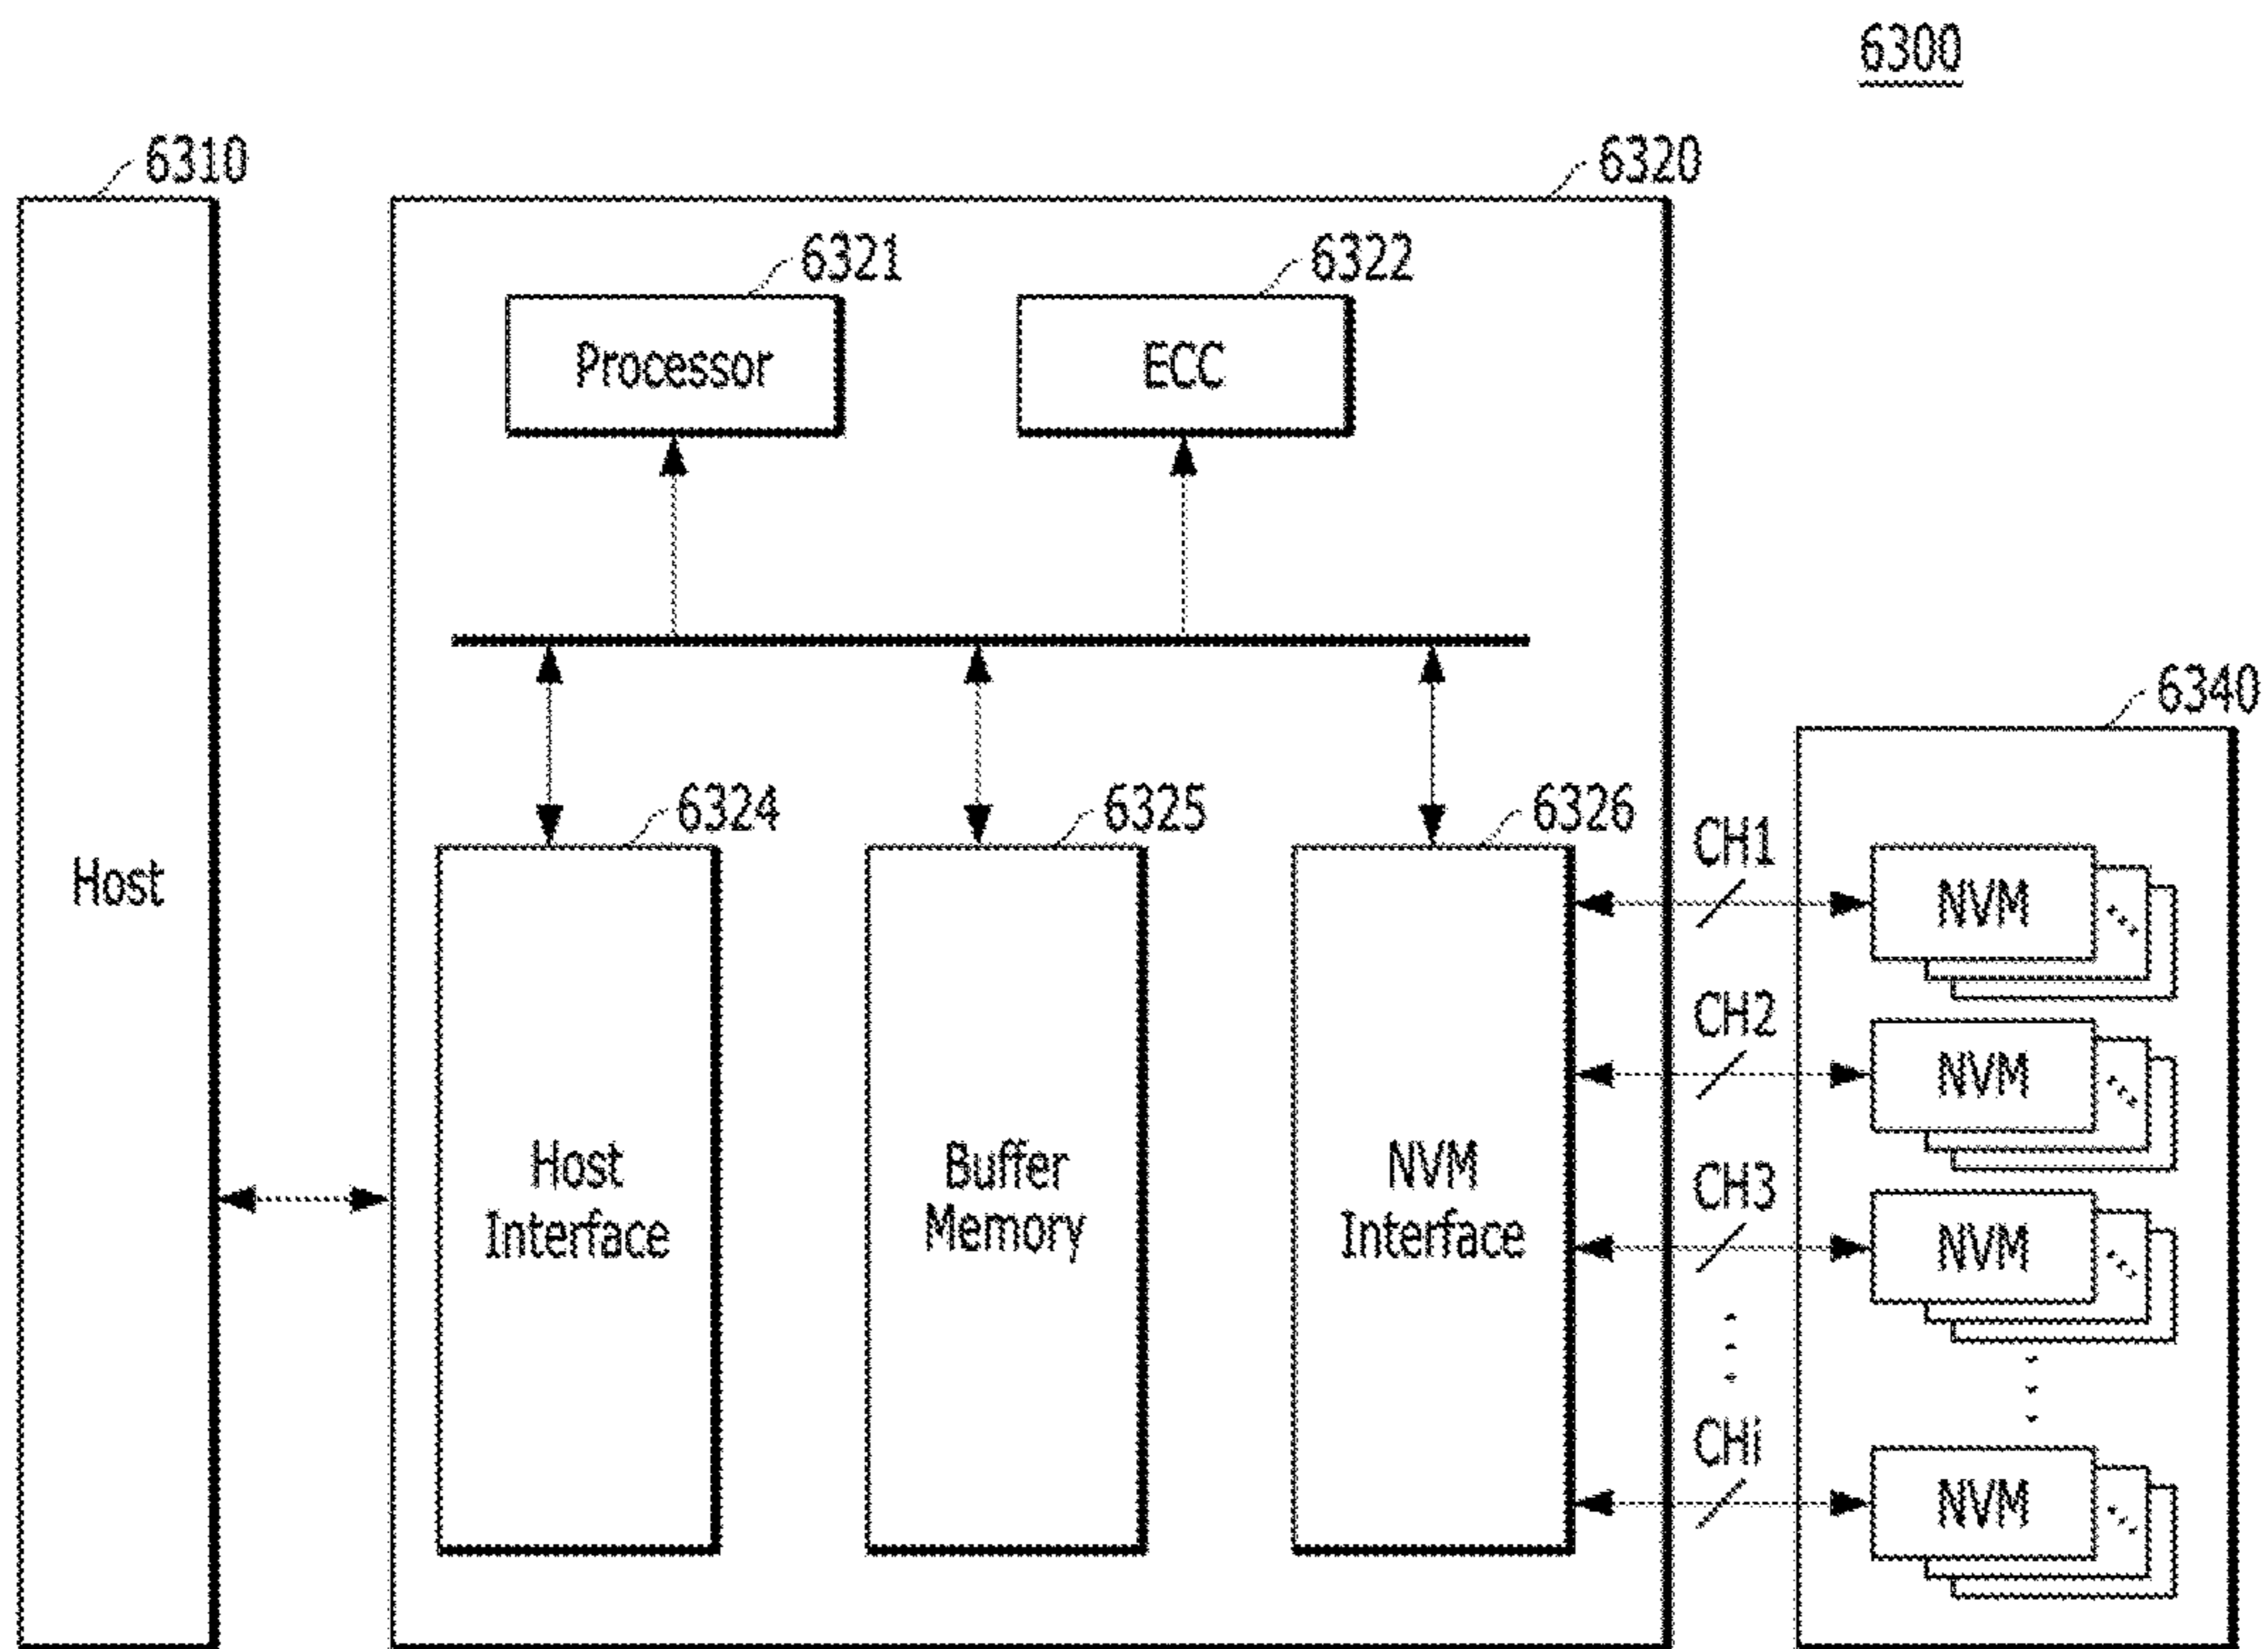 6300
6310
6320
6321
6322
Processor
ECC
6340
6324
6325
6326
CH1
Host
NVM
CH2
NVM
Host
Interface
Buffer
Memory
NVM
Interface
CH3
NVM
CHi
NVM